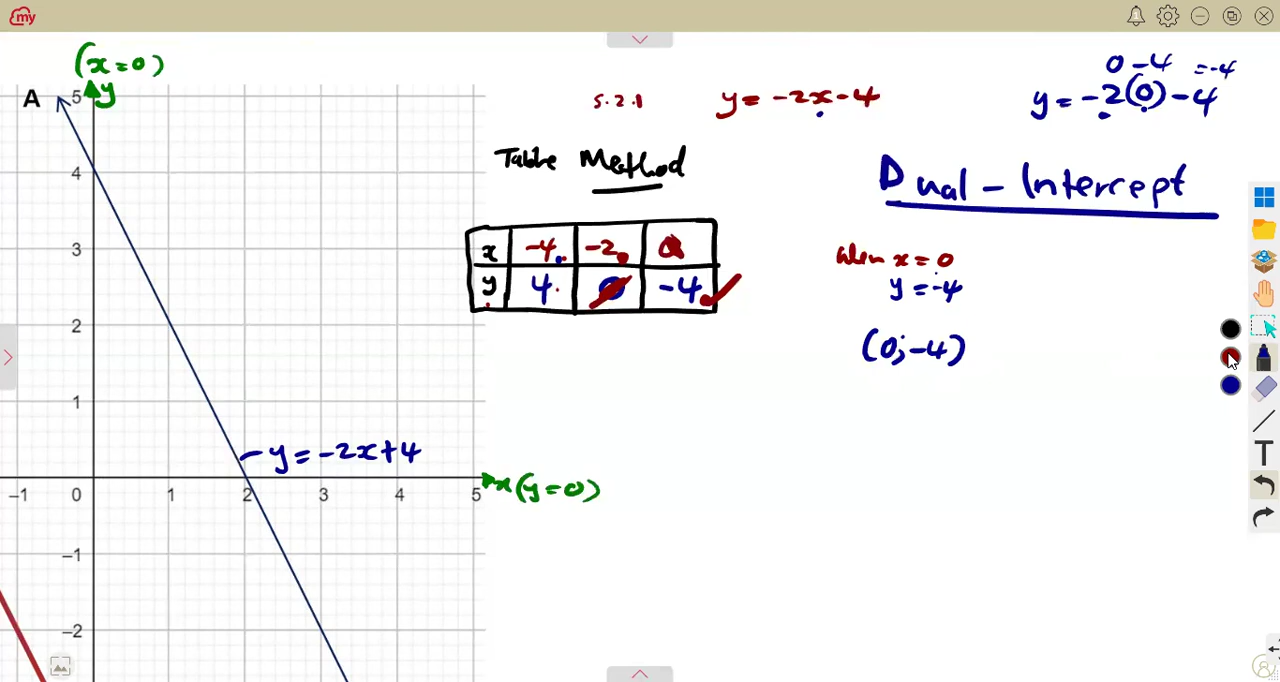 my
(x=0)
y
A
5
4
3
2
1
-1 0 1 2 3 4 5
-1
-2
y = -2x+4
x(y=0)
5.2.1 y = -2x-4
Table Method
x -4 -2 0
y 4 0 -4
0-4 =-4
y = -2(0)-4
Dual-Intercept
when x = 0
y = -4
(0;-4)
T